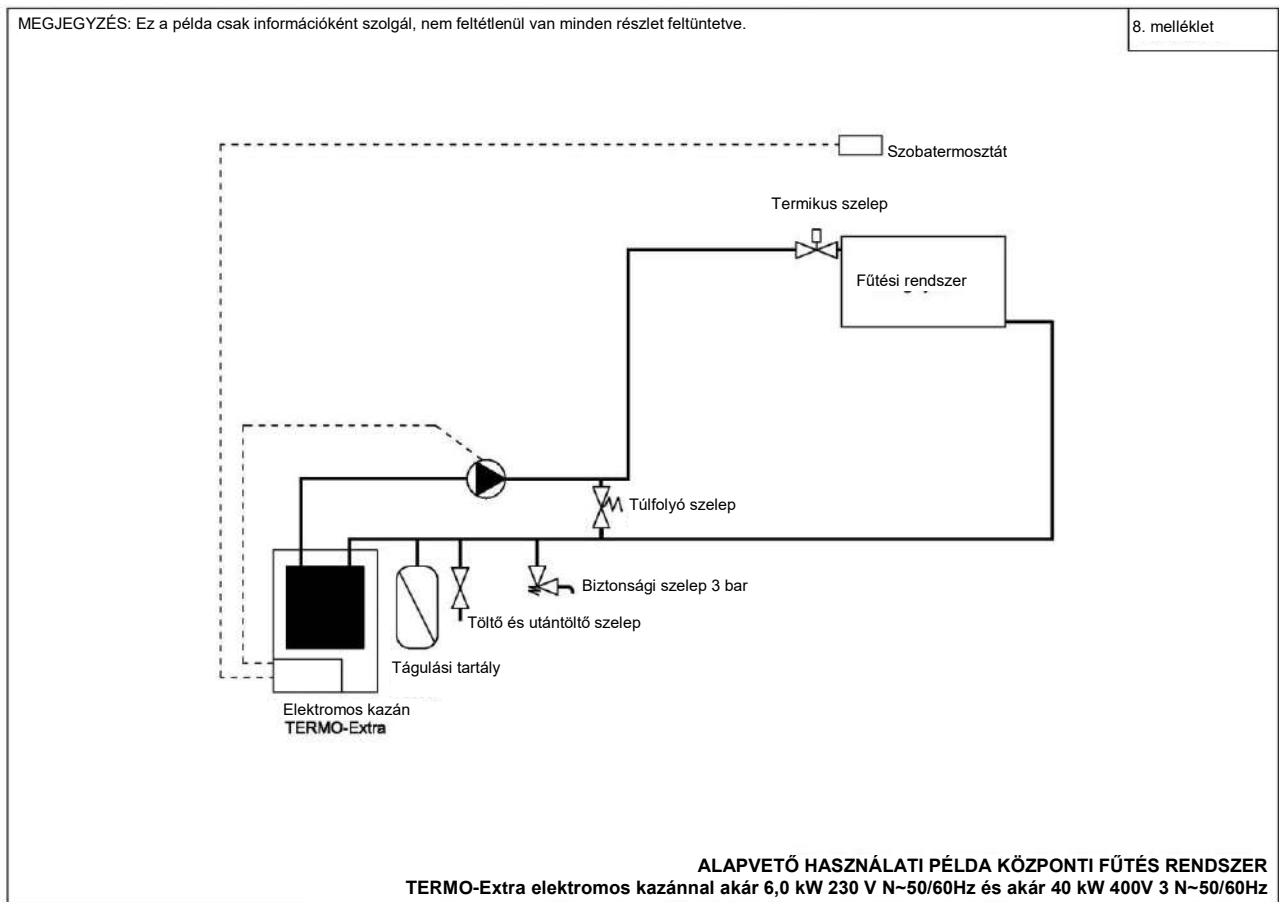 MEGJEGYZÉS: Ez a példa csak információként szolgál, nem feltétlenül van minden részlet feltüntetve.
8. melléklet
Szobatermosztát
Termikus szelep
Fűtési rendszer
Túlfolyó szelep
Biztonsági szelep 3 bar
Töltő és utántöltő szelep
Tágulási tartály
Elektromos kazán
TERMO-Extra
ALAPVETŐ HASZNÁLATI PÉLDA KÖZPONTI FŰTÉS RENDSZER
TERMO-Extra elektromos kazánnal akár 6,0 kW 230 V N~50/60Hz és akár 40 kW 400V 3 N~50/60Hz